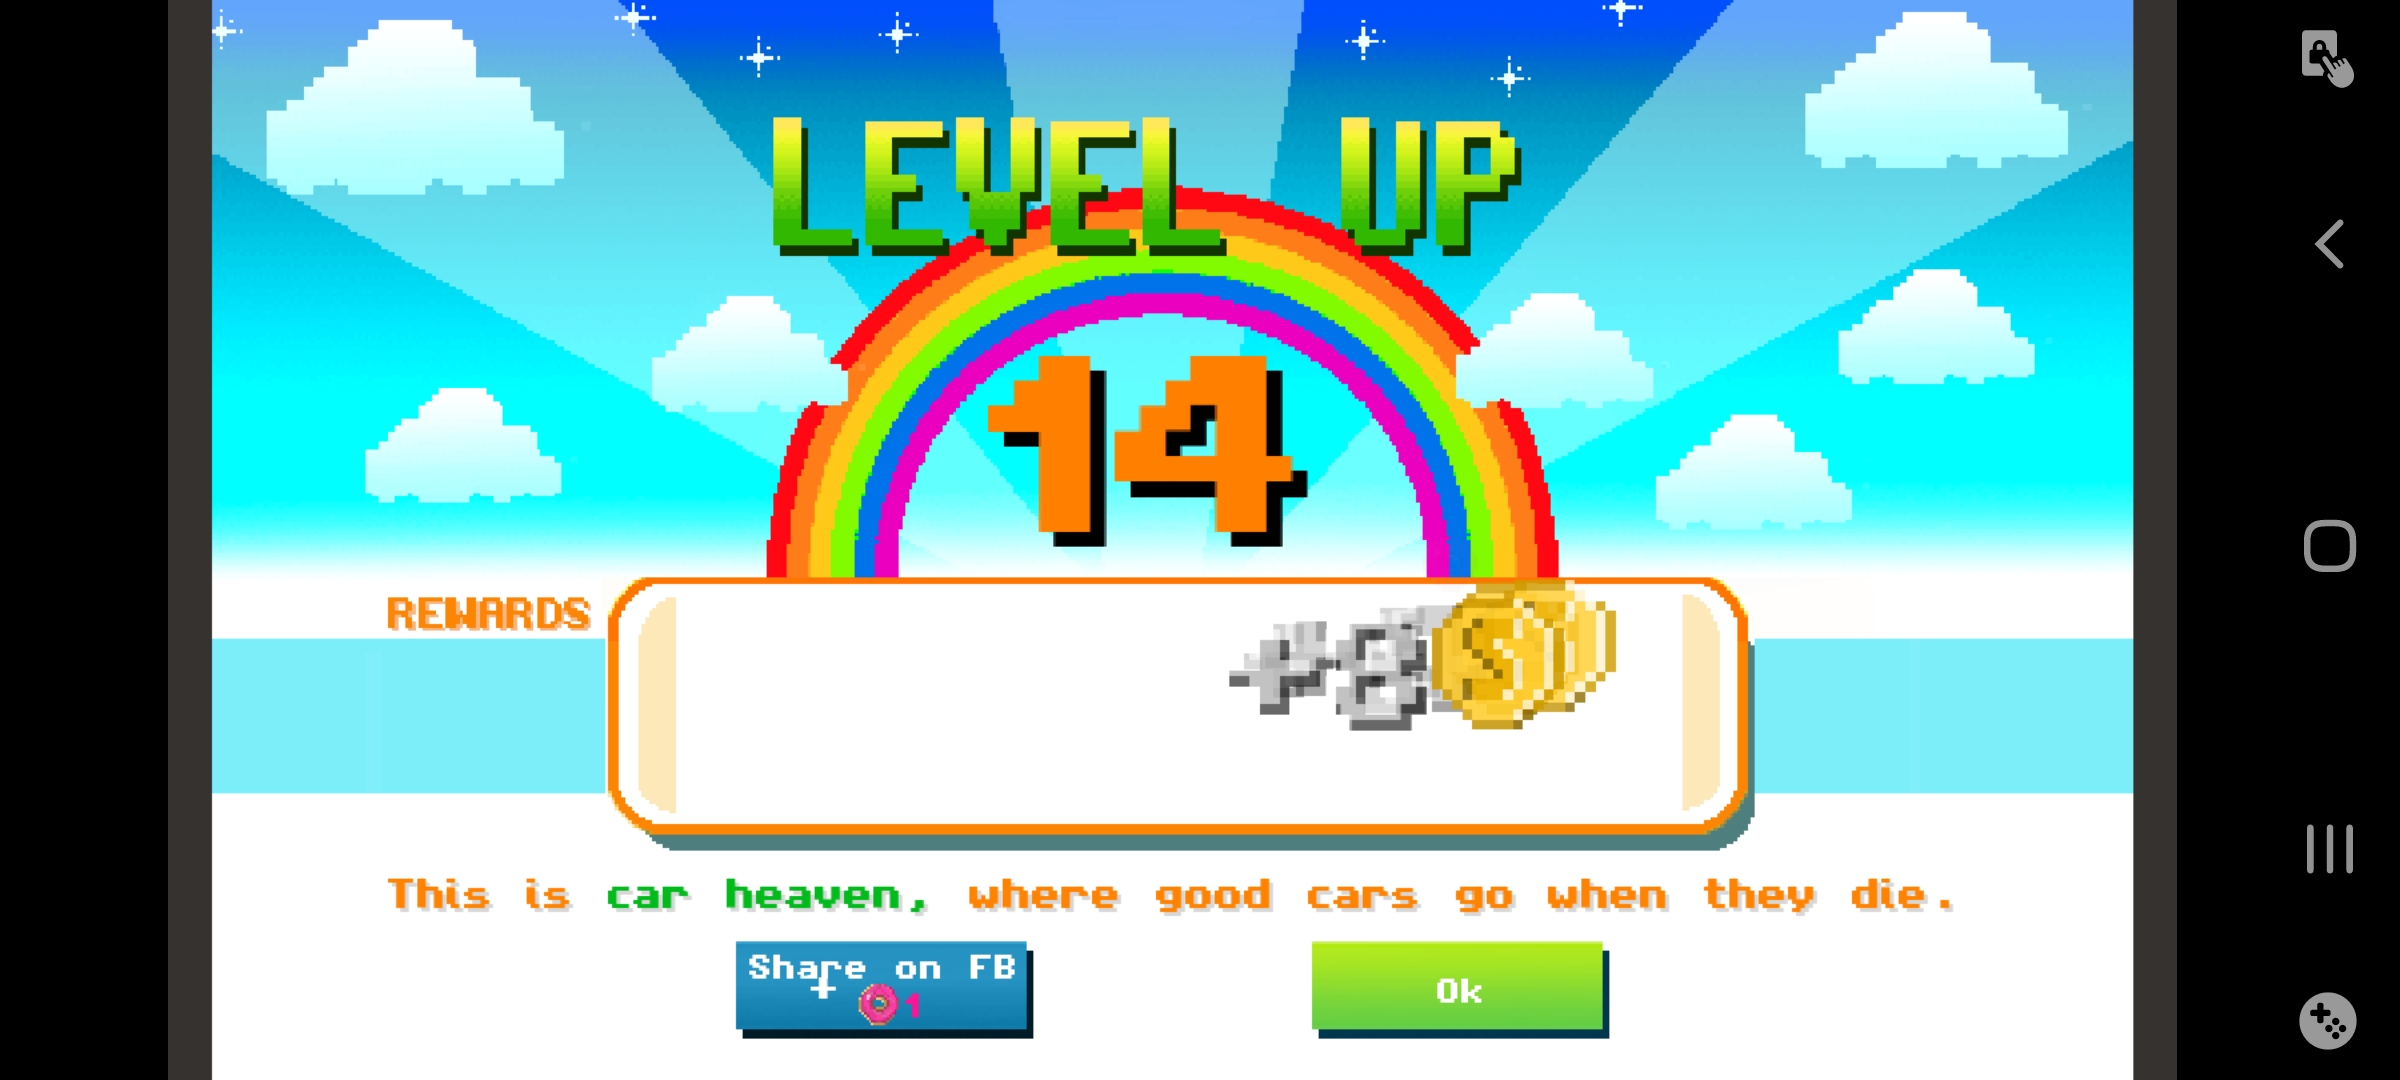 LEVEL UP
14
REWARDS
This is car heaven, where good cars go when they die.
Share on FB
+ 1
Ok